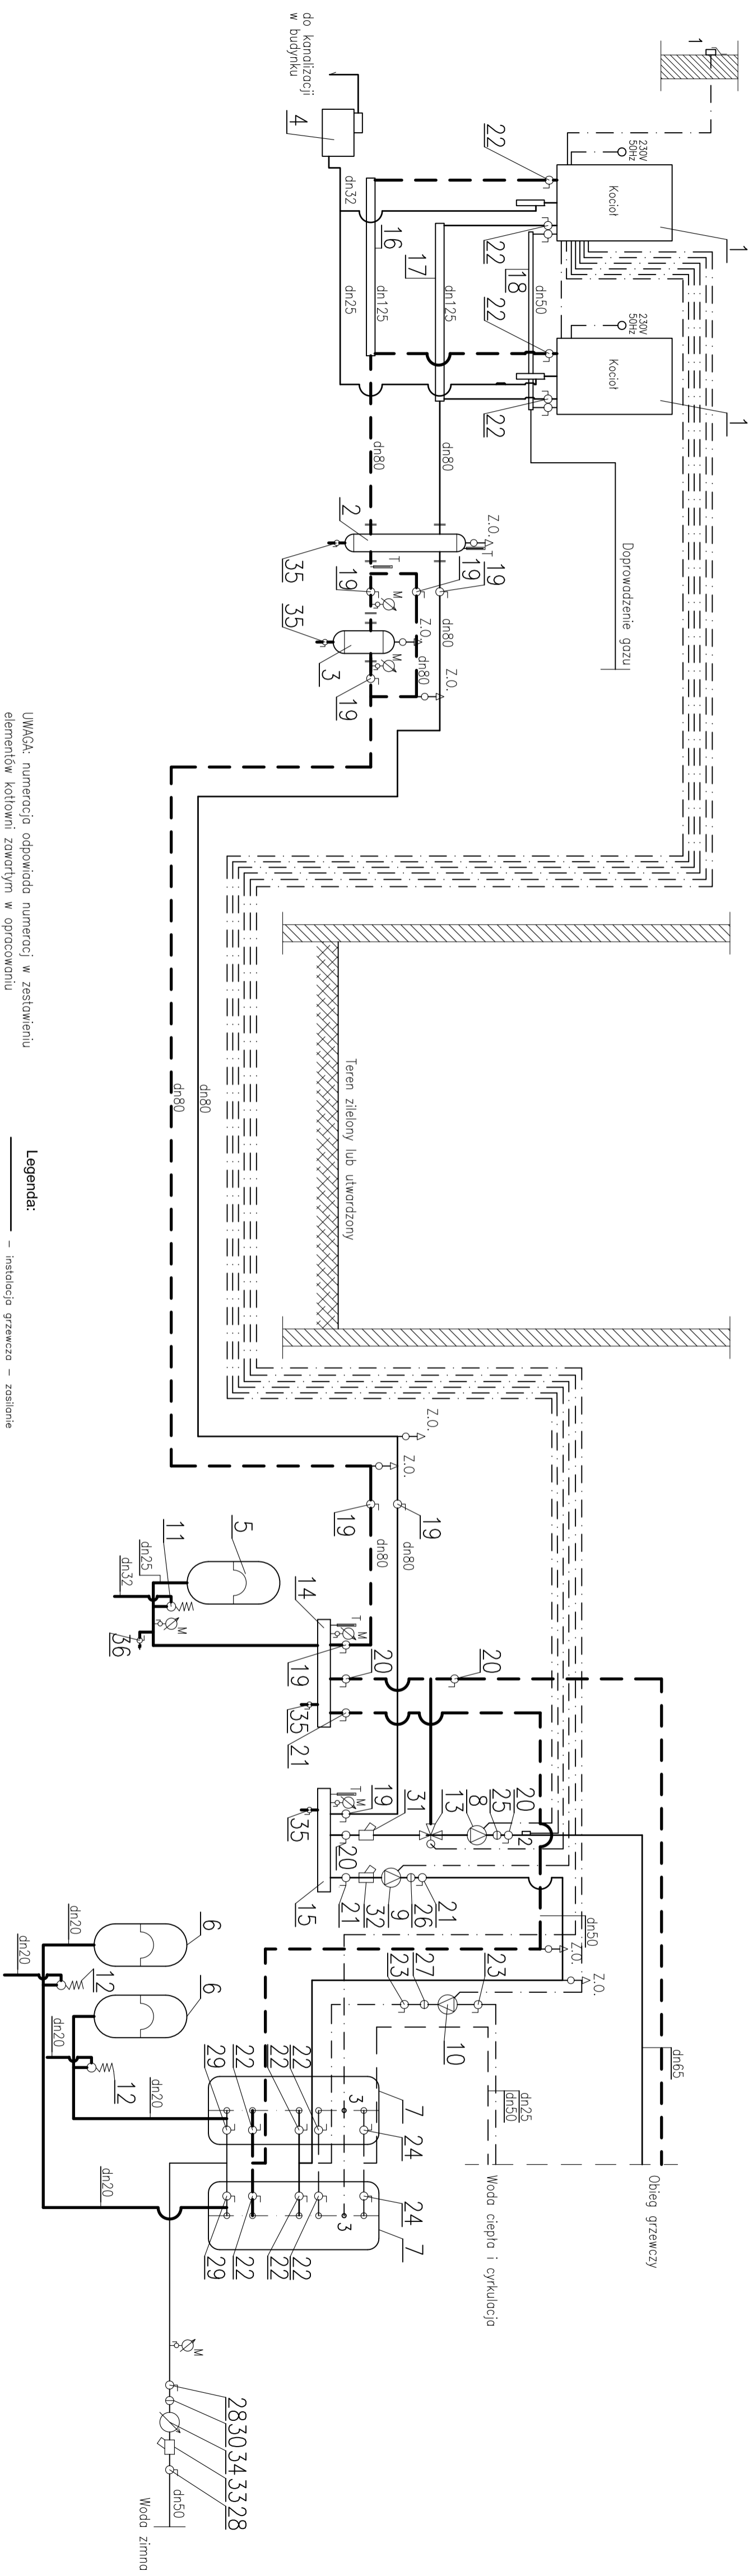 do kanalizacji
w budynku
4
1
230V
50Hz
22
Kocioł
1
dn32
16
22
17
18
dn25
dn125
dn125
dn50
22
230V
50Hz
Kocioł
1
22
dn80
dn80
2
Z.O.
T
35
T
19
M
19
19
Z.O.
dn80
35
3
M
dn80
19
Z.O.
Doprowadzenie gazu
UWAGA: numeracja odpowiada numeracj w zestawieniu
elementów kotłowni zawartym w opracowaniu
Teren zilelony lub utwardzony
dn80
dn80
Legenda:
– instalacja grzewcza – zasilanie
Z.O.
Z.O.
19
19
dn80
dn80
5
11
dn25
dn32
M
36
14
T
M
19
20
20
35
21
T
M
19
35
20
15
31
13
8
25
20
2
21
32
9
26
21
dn50
Z.O.
Z.O.
23
27
23
10
6
6
dn20
dn20
12
dn20
12
dn20
dn20
29
22
22
22
3
7
24
29
22
22
22
3
7
24
dn65
dn25
dn50
Obieg grzewczy
Woda ciepła i cyrkulacja
M
28
30
34
33
28
dn50
Woda zimna